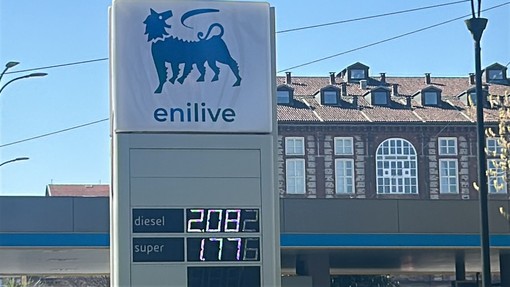 enilive
diesel 2.082
super 1.776